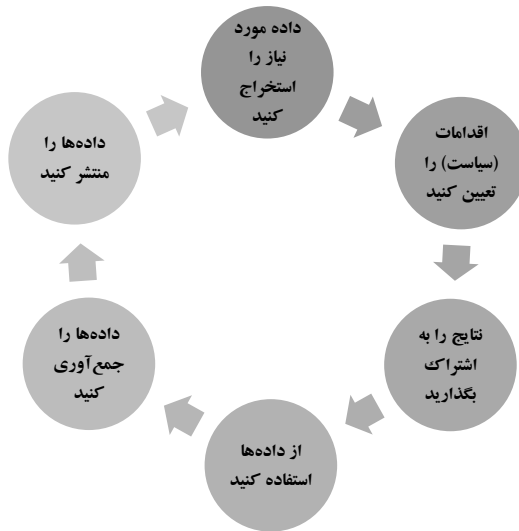 داده مورد
نیاز را
استخراج
کنید
اقدامات
(سیاست) را
تعیین کنید
نتایج را به
اشتراک
بگذارید
از داده‌ها
استفاده کنید
داده‌ها را
جمع‌آوری
کنید
داده‌ها را
منتشر کنید